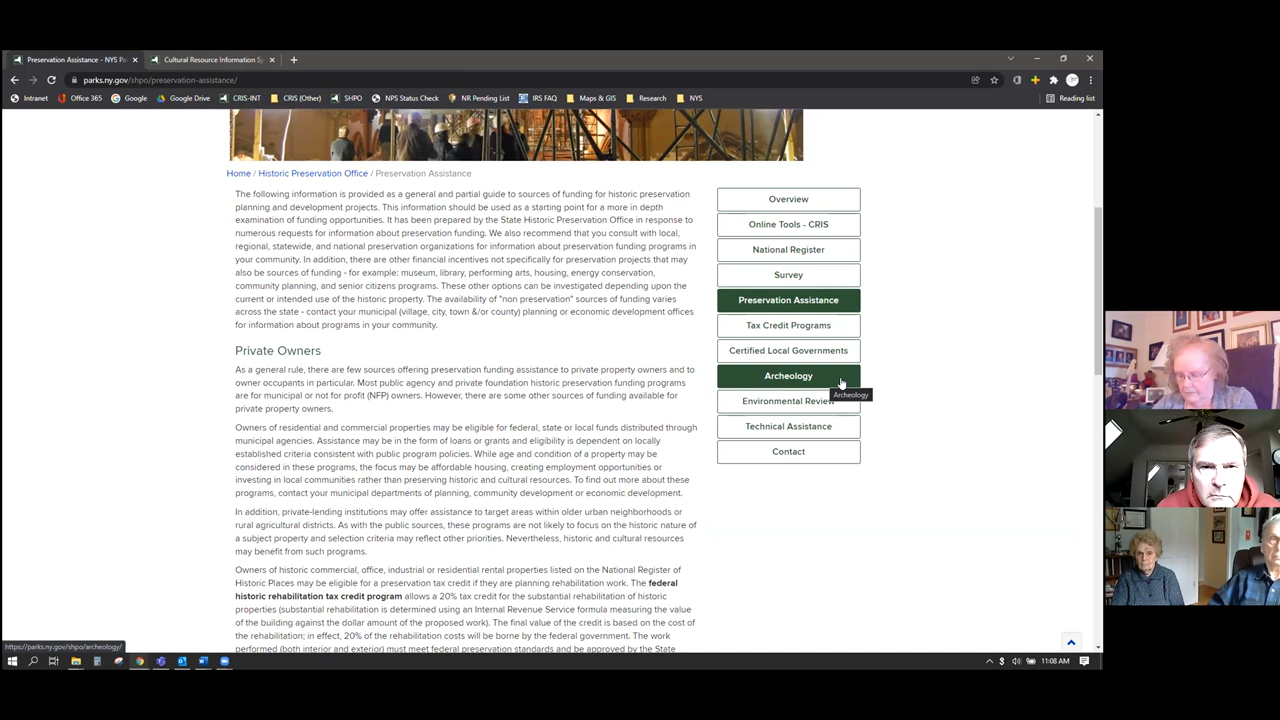 Preservation Assistance - NYS Pa
Cultural Resource Information Sy
parks.ny.gov/shpo/preservation-assistance/
Intranet
Office 365
Google
Google Drive
CRIS-INT
CRIS (Other)
SHPO
NPS Status Check
NR Pending List
IRS FAQ
Maps & GIS
Research
NYS
Reading list
Home / Historic Preservation Office / Preservation Assistance
The following information is provided as a general and partial guide to sources of funding for historic preservation
planning and development projects. This information should be used as a starting point for a more in depth
examination of funding opportunities. It has been prepared by the State Historic Preservation Office in response to
numerous requests for information about preservation funding. We also recommend that you consult with local,
regional, statewide, and national preservation organizations for information about preservation funding programs in
your community. In addition, there are other financial incentives not specifically for preservation projects that may
also be sources of funding - for example: museum, library, performing arts, housing, energy conservation,
community planning, and senior citizens programs. These other options can be investigated depending upon the
current or intended use of the historic property. The availability of "non preservation" sources of funding varies
across the state - contact your municipal (village, city, town &/or county) planning or economic development offices
for information about programs in your community.
Private Owners
As a general rule, there are few sources offering preservation funding assistance to private property owners and to
owner occupants in particular. Most public agency and private foundation historic preservation funding programs
are for municipal or not for profit (NFP) owners. However, there are some other sources of funding available for
private property owners.
Owners of residential and commercial properties may be eligible for federal, state or local funds distributed through
municipal agencies. Assistance may be in the form of loans or grants and eligibility is dependent on locally
established criteria consistent with public program policies. While age and condition of a property may be
considered in these programs, the focus may be affordable housing, creating employment opportunities or
investing in local communities rather than preserving historic and cultural resources. To find out more about these
programs, contact your municipal departments of planning, community development or economic development.
In addition, private-lending institutions may offer assistance to target areas within older urban neighborhoods or
rural agricultural districts. As with the public sources, these programs are not likely to focus on the historic nature of
a subject property and selection criteria may reflect other priorities. Nevertheless, historic and cultural resources
may benefit from such programs.
Owners of historic commercial, office, industrial or residential rental properties listed on the National Register of
Historic Places may be eligible for a preservation tax credit if they are planning rehabilitation work. The federal
historic rehabilitation tax credit program allows a 20% tax credit for the substantial rehabilitation of historic
properties (substantial rehabilitation is determined using an Internal Revenue Service formula measuring the value
of the building against the dollar amount of the proposed work). The final value of the credit is based on the cost of
the rehabilitation; in effect, 20% of the rehabilitation costs will be borne by the federal government. The work
performed (both interior and exterior) must meet federal preservation standards and be approved by the State
Overview
Online Tools - CRIS
National Register
Survey
Preservation Assistance
Tax Credit Programs
Certified Local Governments
Archeology
Archeology
Environmental Review
Technical Assistance
Contact
https://parks.ny.gov/shpo/archeology/
11:08 AM